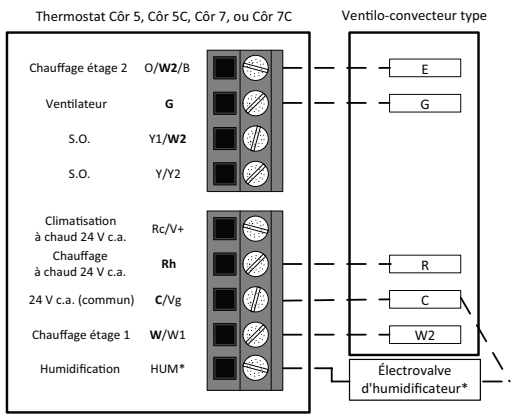 Thermostat Côr 5, Côr 5C, Côr 7, ou Côr 7C
Ventilo-convecteur type
Chauffage étage 2 O/W2/B E
Ventilateur G G
S.O. Y1/W2
S.O. Y/Y2
Climatisation
à chaud 24 V c.a. Rc/V+
Chauffage
à chaud 24 V c.a. Rh R
24 V c.a. (commun) C/Vg C
Chauffage étage 1 W/W1 W2
Humidification HUM*
Électrovalve
d'humidificateur*